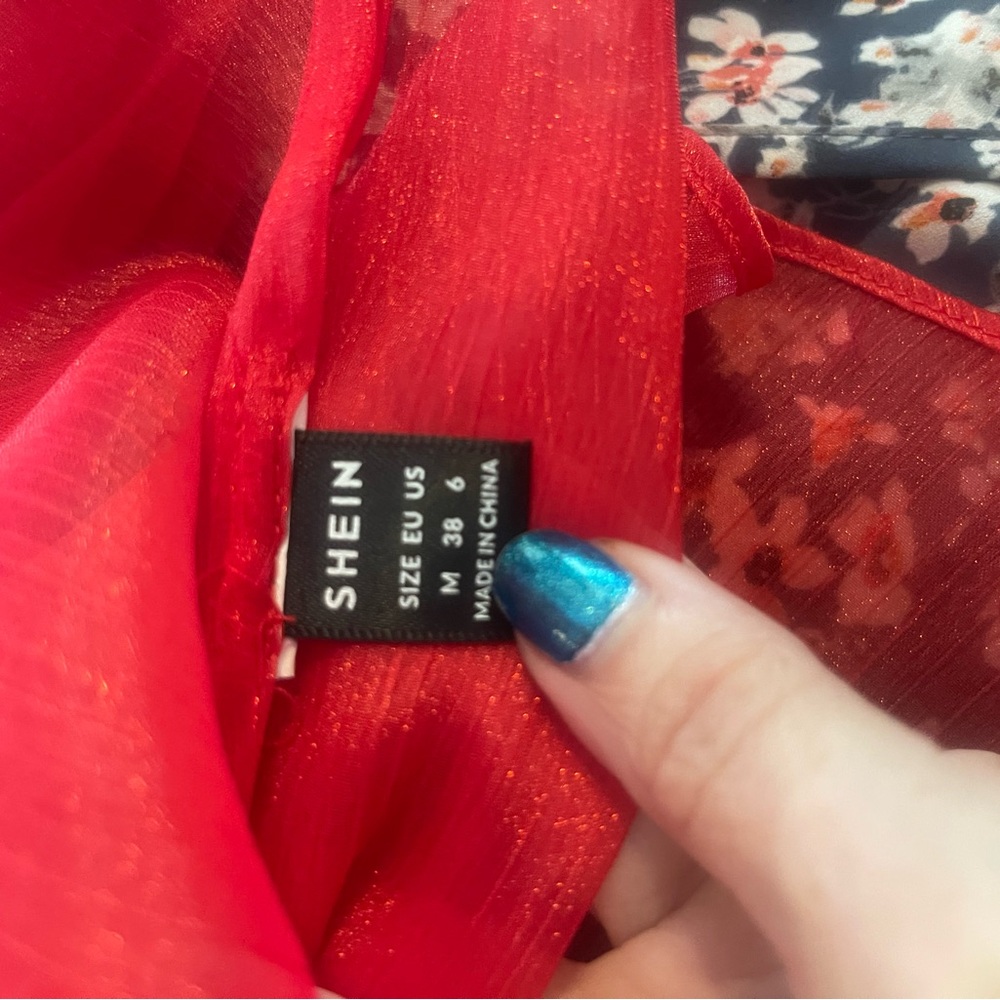 SHEIN
SIZE EU US
M 38 6
MADE IN CHINA